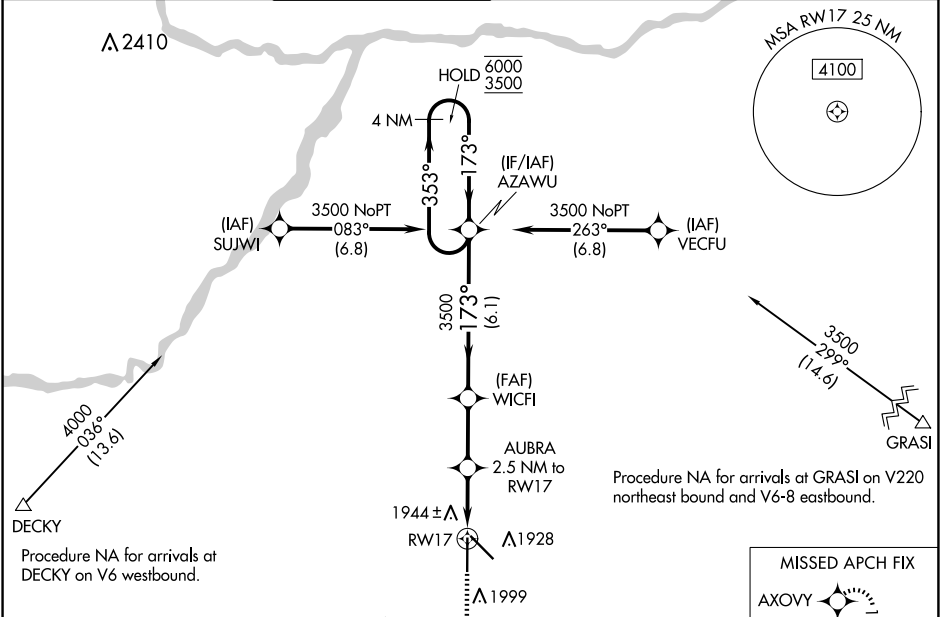 2410
MSA RW17 25 NM
4100
HOLD 6000
3500
4 NM
353°
173°
(IF/IAF)
AZAWU
(IAF)
SUJWI
3500 NoPT
083°
(6.8)
3500 NoPT
263°
(6.8)
(IAF)
VECFU
3500
173°
(6.1)
3500
299°
(14.6)
GRASI
(FAF)
WICFI
4000
036°
(13.6)
DECKY
AUBRA
2.5 NM to
RW17
Procedure NA for arrivals at GRASI on V220
northeast bound and V6-8 eastbound.
1944 ±
RW17
1928
Procedure NA for arrivals at
DECKY on V6 westbound.
1999
MISSED APCH FIX
AXOVY